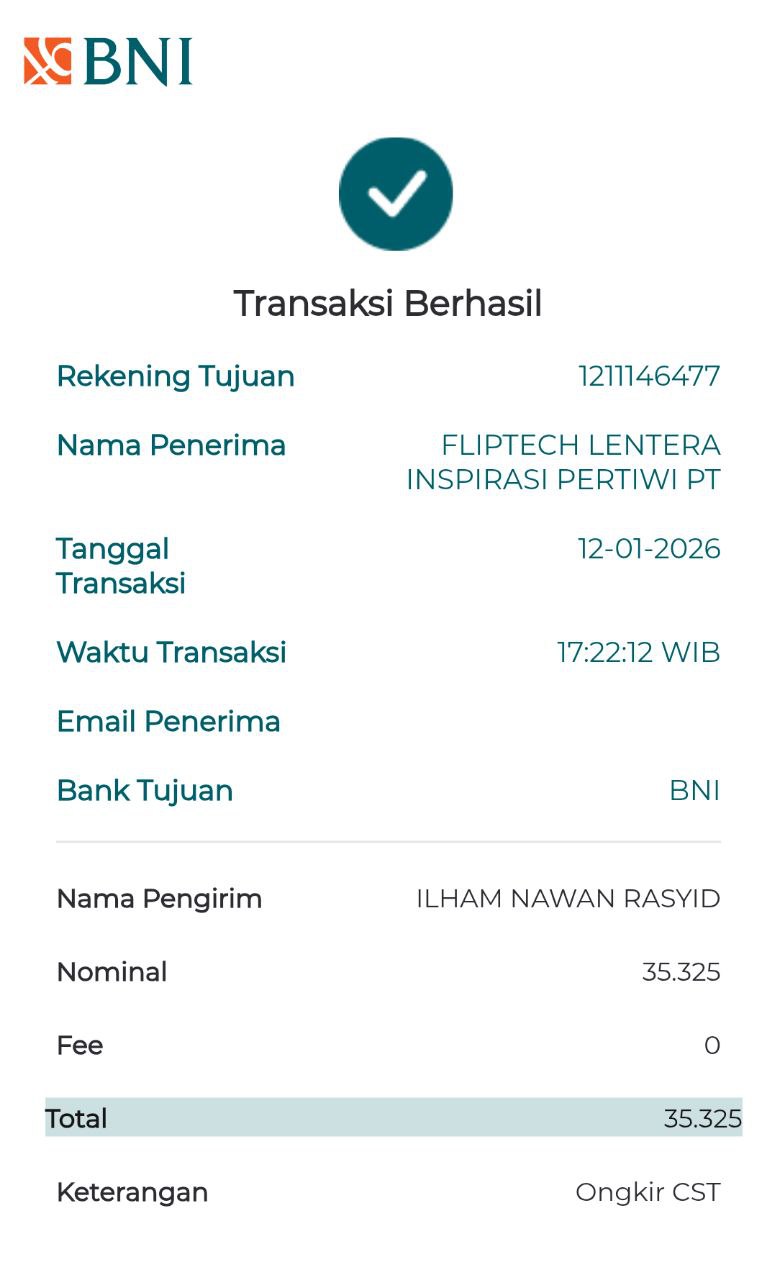 BNI
Transaksi Berhasil
Rekening Tujuan 1211146477
Nama Penerima FLIPTECH LENTERA
INSPIRASI PERTIWI PT
Tanggal 12-01-2026
Transaksi
Waktu Transaksi 17:22:12 WIB
Email Penerima
Bank Tujuan BNI
Nama Pengirim ILHAM NAWAN RASYID
Nominal 35.325
Fee 0
Total 35.325
Keterangan Ongkir CST